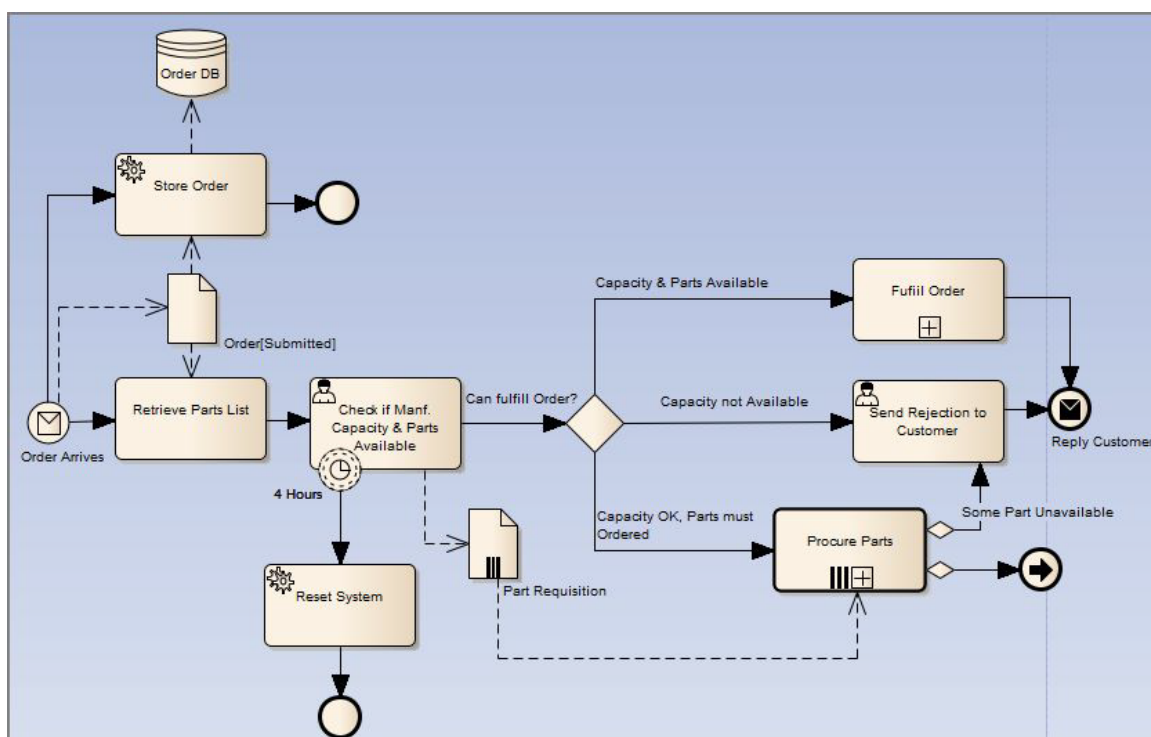 Order DB
Store Order
Order[Submitted]
Order Arrives
Retrieve Parts List
Check if Manf.
Capacity & Parts
Available
4 Hours
Reset System
Can fulfill Order?
Part Requisition
Capacity & Parts Available
Fufiill Order
Capacity not Available
Send Rejection to
Customer
Reply Customer
Some Part Unavailable
Capacity OK, Parts must
Ordered
Procure Parts